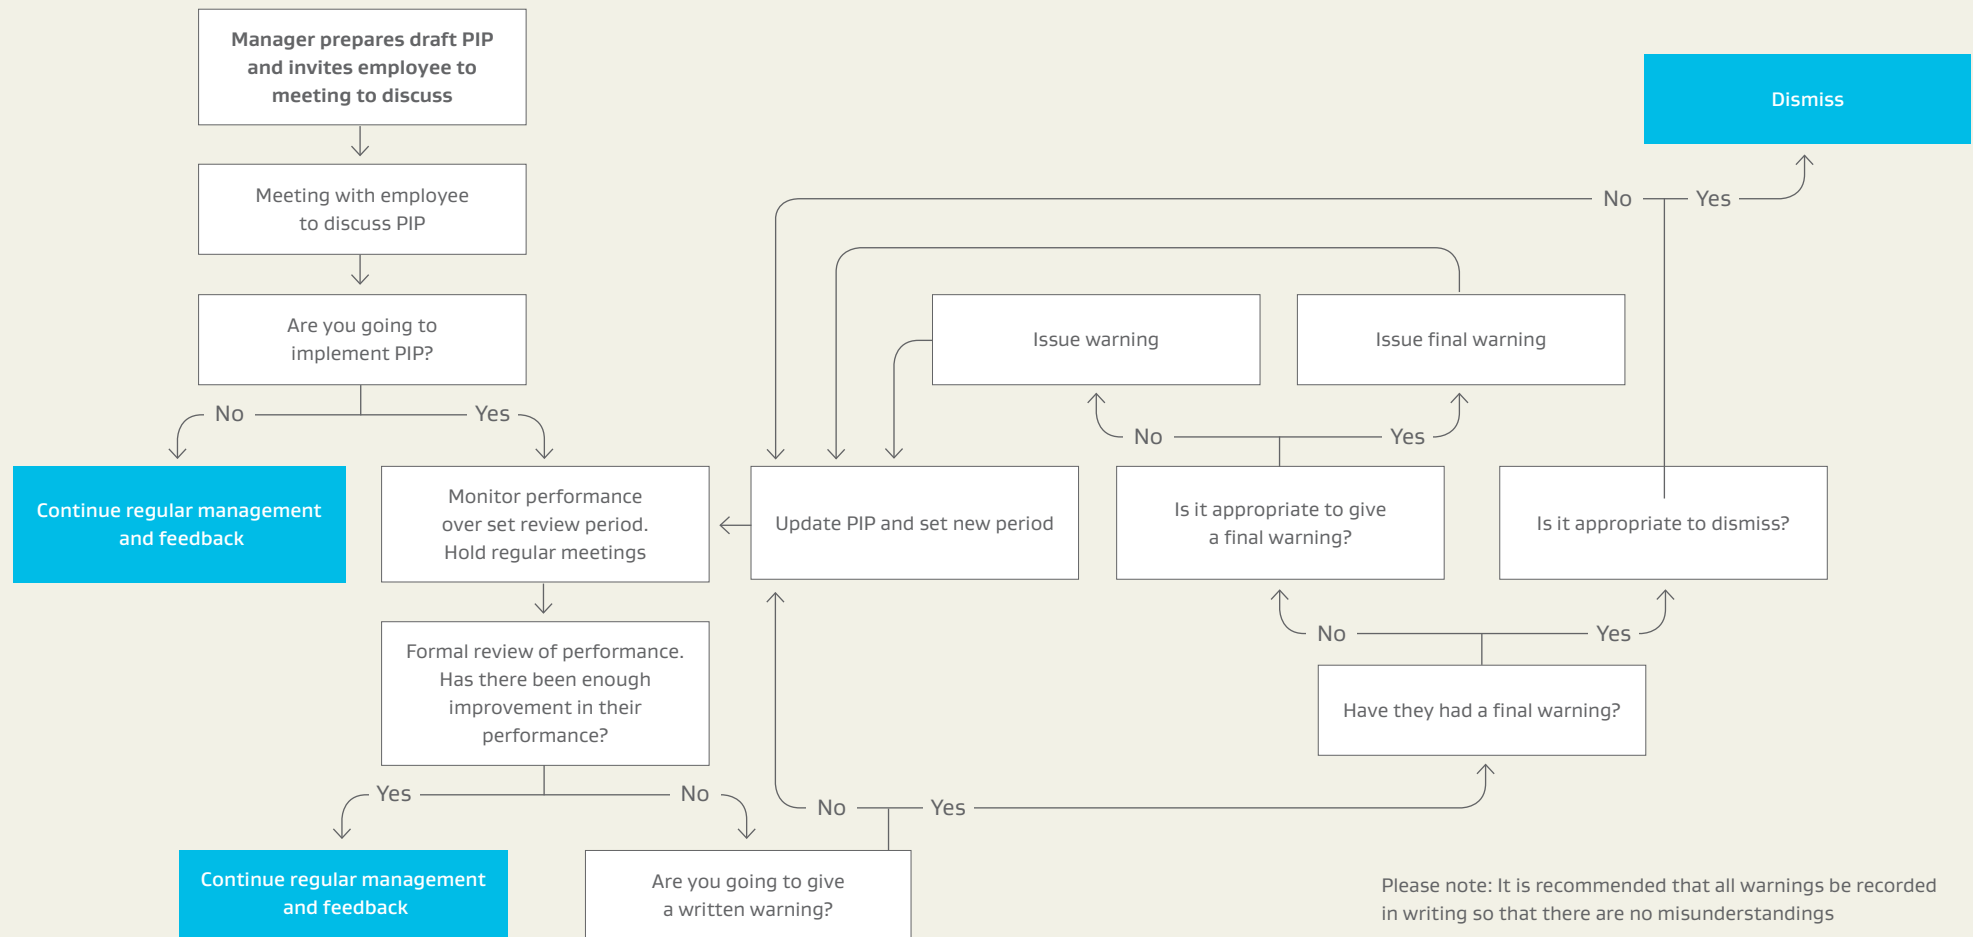 Manager prepares draft PIP
and invites employee to
meeting to discuss
Dismiss
Meeting with employee
to discuss PIP
No
Yes
Are you going to
implement PIP?
Issue warning
Issue final warning
No
Yes
No
Yes
Continue regular management
and feedback
Monitor performance
over set review period.
Hold regular meetings
Update PIP and set new period
Is it appropriate to give
a final warning?
Is it appropriate to dismiss?
Formal review of performance.
Has there been enough
improvement in their
performance?
No
Yes
Have they had a final warning?
Yes
No
No
Yes
Continue regular management
and feedback
Are you going to give
a written warning?
Please note: It is recommended that all warnings be recorded
in writing so that there are no misunderstandings